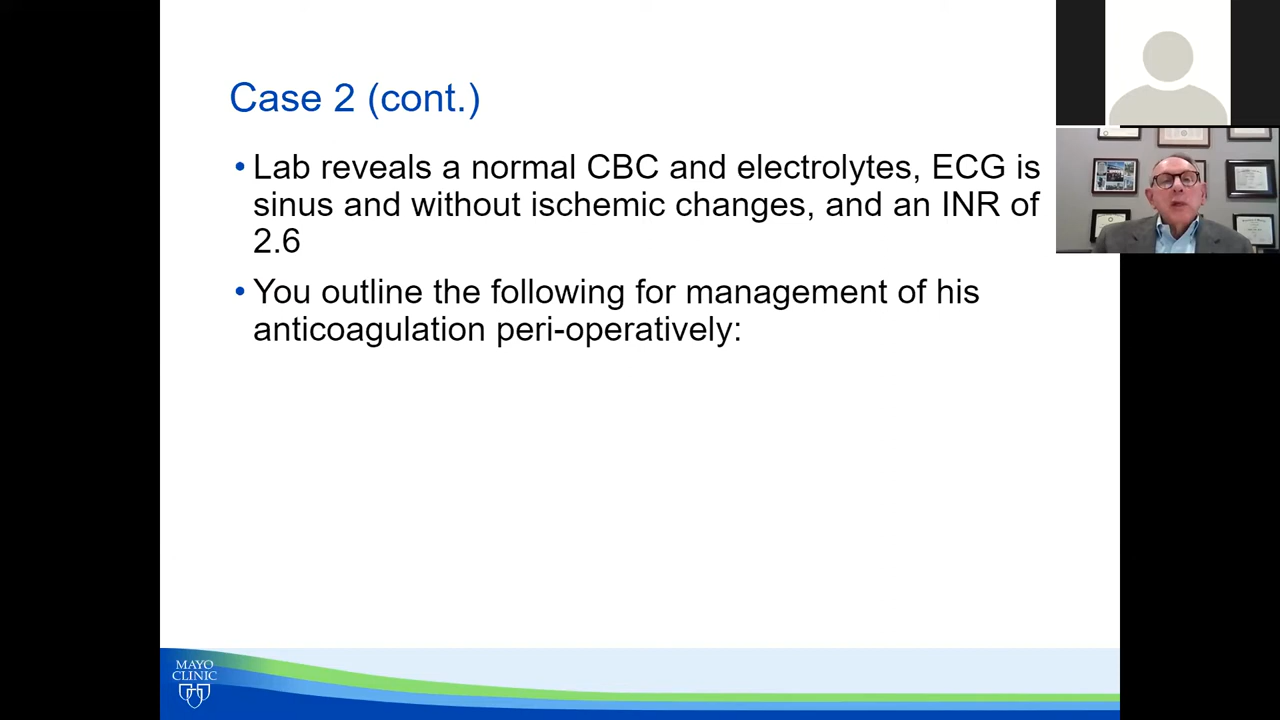 Case 2 (cont.)
• Lab reveals a normal CBC and electrolytes, ECG is
sinus and without ischemic changes, and an INR of
2.6
• You outline the following for management of his
anticoagulation peri-operatively:
MAYO
CLINIC